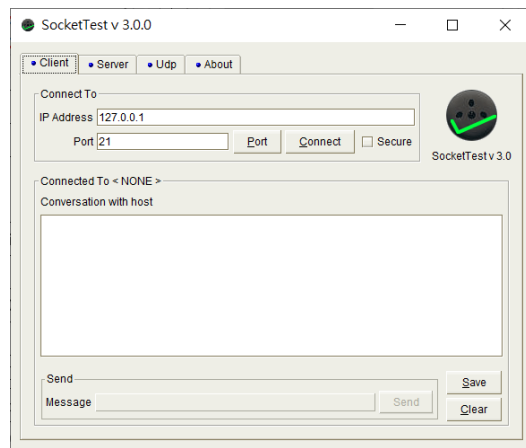 SocketTest v 3.0.0
Client Server Udp About
Connect To
IP Address 127.0.0.1
Port 21 Port Connect Secure
SocketTest v 3.0
Connected To < NONE >
Conversation with host
Send
Message Send
Save
Clear